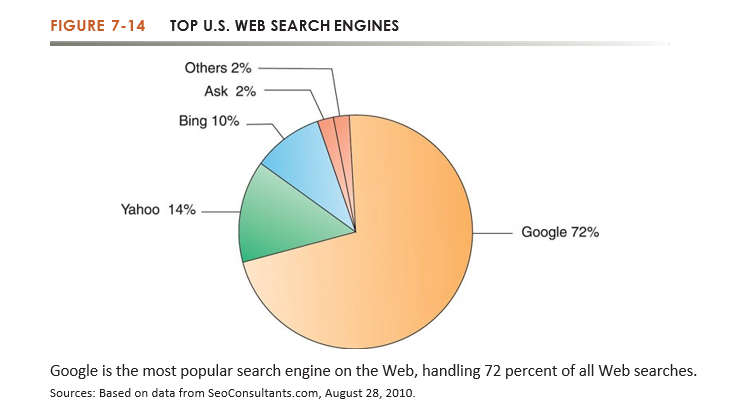 FIGURE 7-14 TOP U.S. WEB SEARCH ENGINES
Others 2%
Ask 2%
Bing 10%
Yahoo 14%
Google 72%
Google is the most popular search engine on the Web, handling 72 percent of all Web searches.
Sources: Based on data from SeoConsultants.com, August 28, 2010.